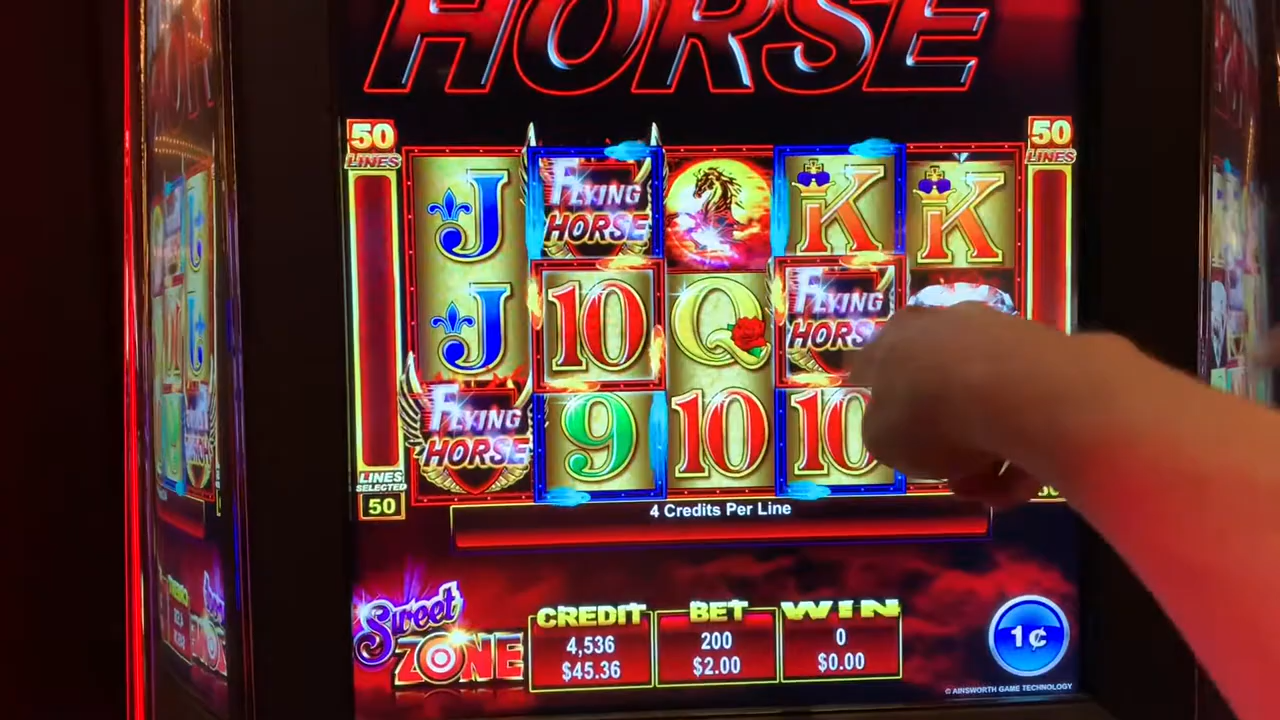 HORSE
50
LINES
50
LINES
J
FLYING
HORSE
K
K
J
10
Q
FLYING
HORSE
FLYING
HORSE
9
10
10
LINES
SELECTED
50
4 Credits Per Line
Sweet
ZONE
CREDIT
4,536
$45.36
BET
200
$2.00
WIN
0
$0.00
1¢
© AINSWORTH GAME TECHNOLOGY